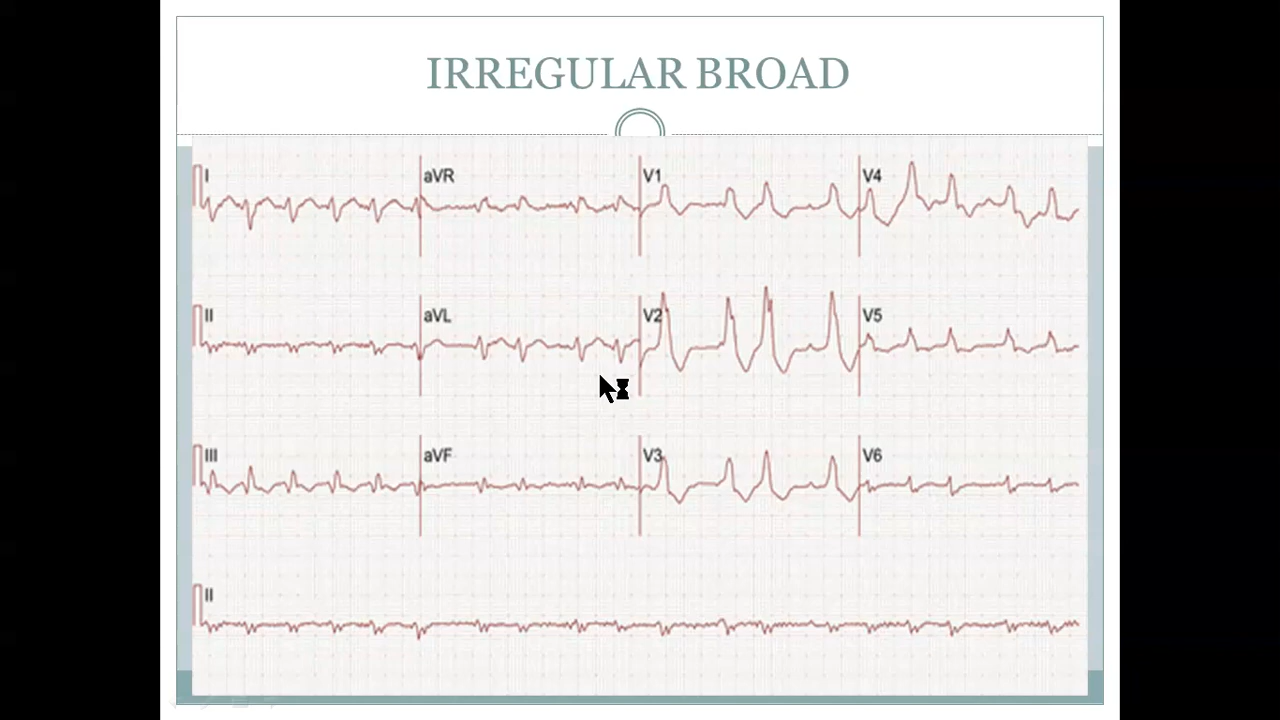 IRREGULAR BROAD
I aVR V1 V4
II aVL V2 V5
III aVF V3 V6
II